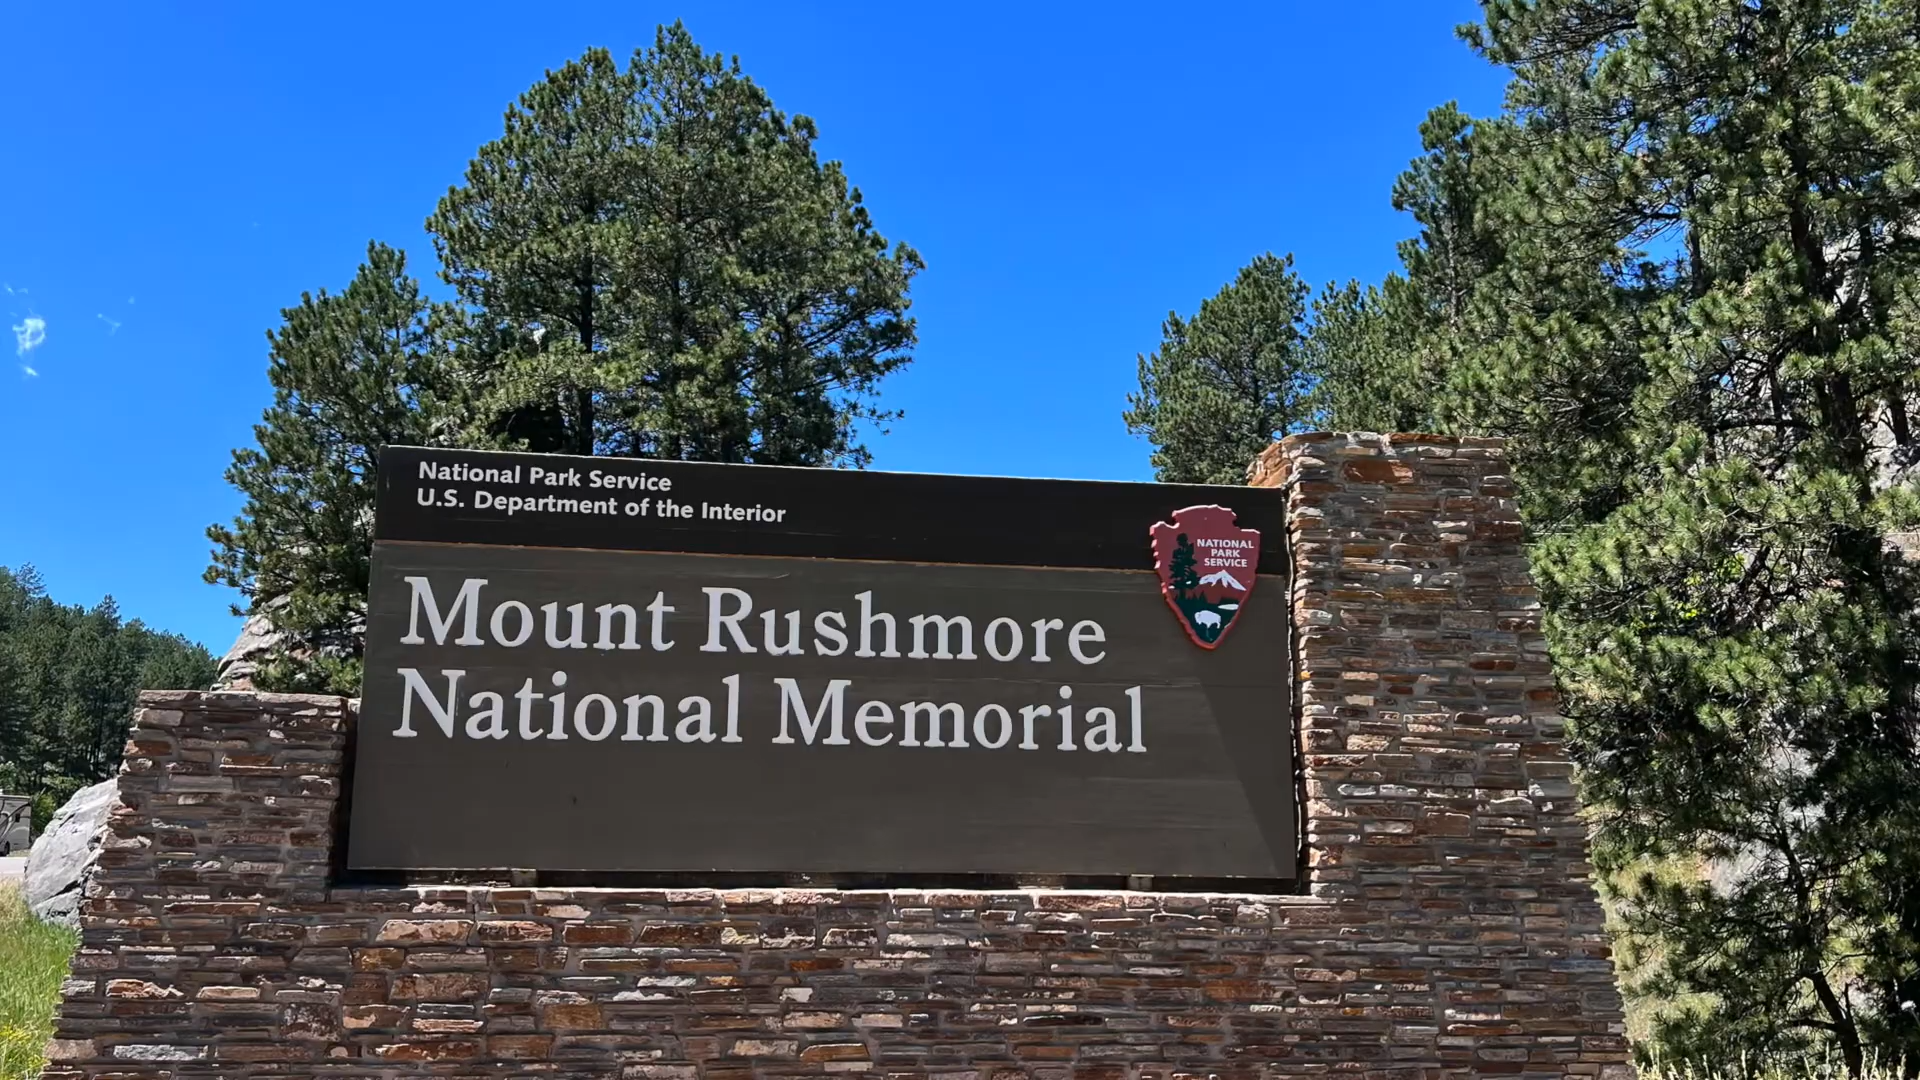 National Park Service
U.S. Department of the Interior
NATIONAL
PARK
SERVICE
Mount Rushmore
National Memorial